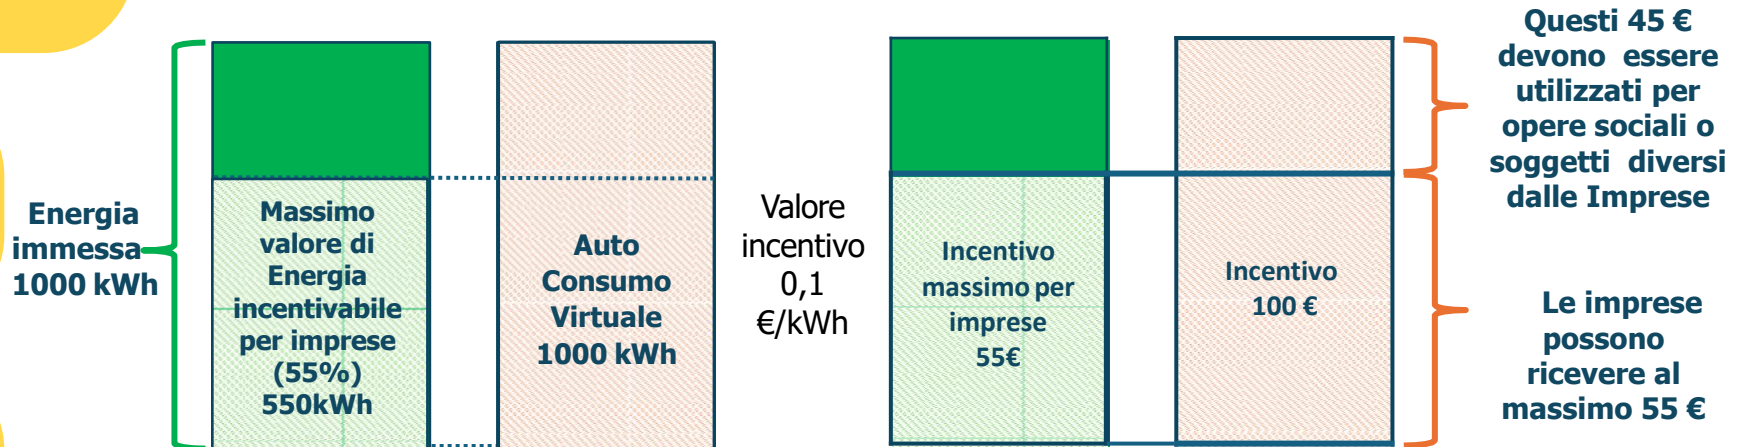 Energia
immessa
1000 kWh
Massimo
valore di
Energia
incentivabile
per imprese
(55%)
550kWh
Auto
Consumo
Virtuale
1000 kWh
Valore
incentivo
0,1
€/kWh
Incentivo
massimo per
imprese
55€
Incentivo
100 €
Questi 45 €
devono essere
utilizzati per
opere sociali o
soggetti diversi
dalle Imprese
Le imprese
possono
ricevere al
massimo 55 €